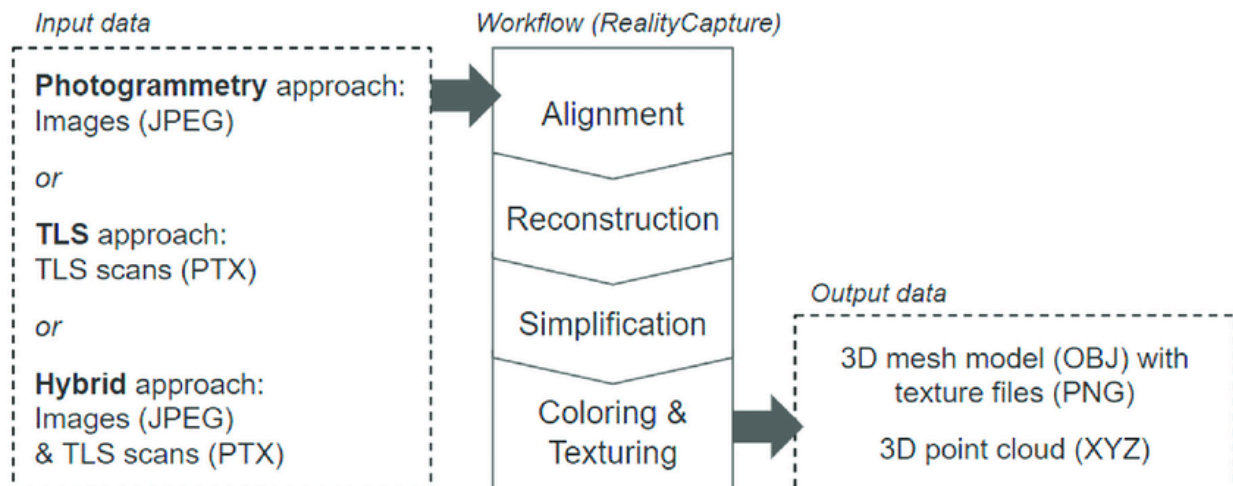 Input data
Photogrammetry approach:
Images (JPEG)
or
TLS approach:
TLS scans (PTX)
or
Hybrid approach:
Images (JPEG)
& TLS scans (PTX)
Workflow (RealityCapture)
Alignment
Reconstruction
Simplification
Coloring &
Texturing
Output data
3D mesh model (OBJ) with
texture files (PNG)
3D point cloud (XYZ)